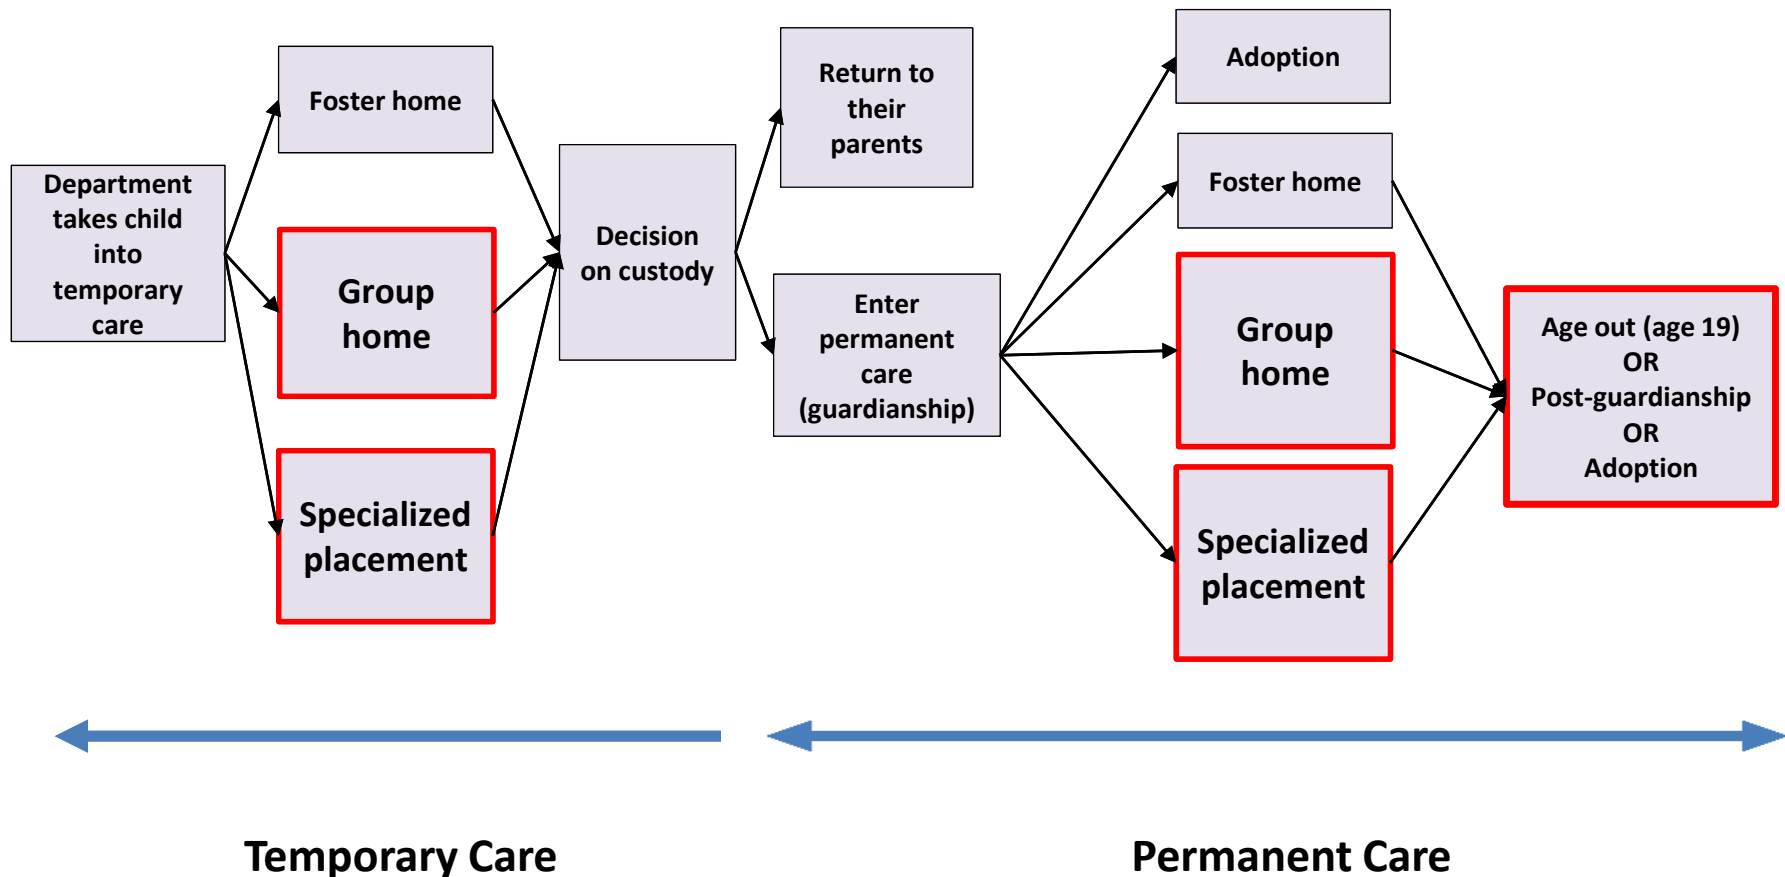 Department
takes child
into
temporary
care
Foster home
Group
home
Specialized
placement
Decision
on custody
Return to
their
parents
Enter
permanent
care
(guardianship)
Adoption
Foster home
Group
home
Specialized
placement
Age out (age 19)
OR
Post-guardianship
OR
Adoption
Temporary Care
Permanent Care